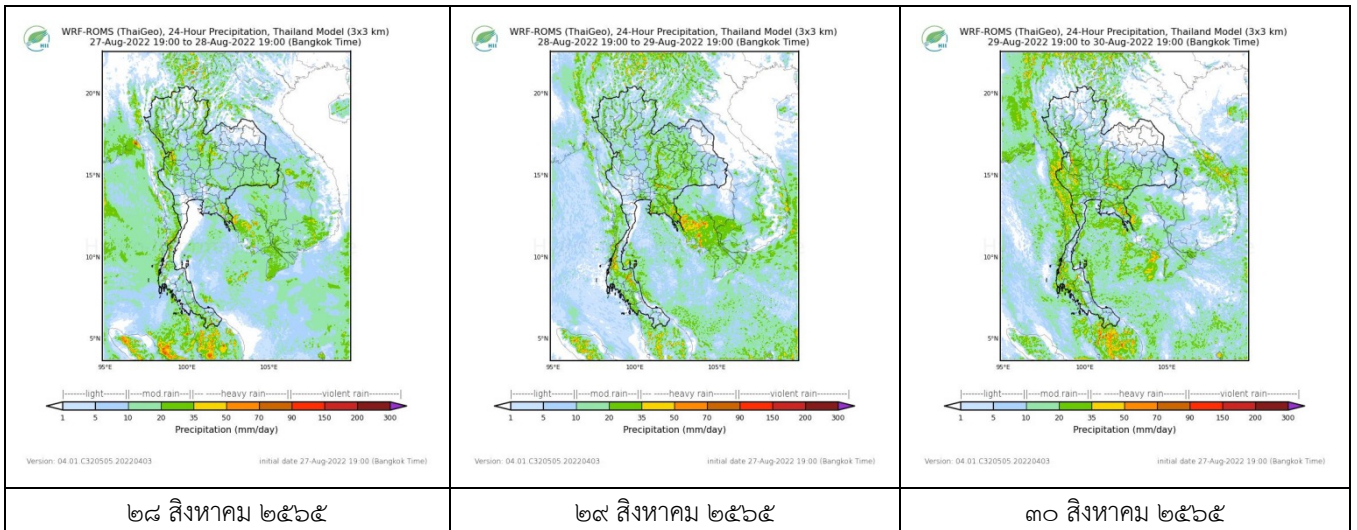 HII
WRF-ROMS (ThaiGeo), 24-Hour Precipitation, Thailand Model (3x3 km)
27-Aug-2022 19:00 to 28-Aug-2022 19:00 (Bangkok Time)
20°N
15°N
10°N
5°N
95°E 100°E 105°E
|-------light------||---mod.rain---||--- ---heavy rain---||------violent rain-------|
1 5 10 20 35 50 70 90 150 200 300
Precipitation (mm/day)
Version: 04.01.C320505.20220403 initial date 27-Aug-2022 19:00 (Bangkok Time)
๒๘ สิงหาคม ๒๕๖๕
HII
WRF-ROMS (ThaiGeo), 24-Hour Precipitation, Thailand Model (3x3 km)
28-Aug-2022 19:00 to 29-Aug-2022 19:00 (Bangkok Time)
20°N
15°N
10°N
5°N
95°E 100°E 105°E
|-------light------||---mod.rain---||--- ---heavy rain---||------violent rain-------|
1 5 10 20 35 50 70 90 150 200 300
Precipitation (mm/day)
Version: 04.01.C320505.20220403 initial date 27-Aug-2022 19:00 (Bangkok Time)
๒๙ สิงหาคม ๒๕๖๕
HII
WRF-ROMS (ThaiGeo), 24-Hour Precipitation, Thailand Model (3x3 km)
29-Aug-2022 19:00 to 30-Aug-2022 19:00 (Bangkok Time)
20°N
15°N
10°N
5°N
95°E 100°E 105°E
|-------light------||---mod.rain---||--- ---heavy rain---||------violent rain-------|
1 5 10 20 35 50 70 90 150 200 300
Precipitation (mm/day)
Version: 04.01.C320505.20220403 initial date 27-Aug-2022 19:00 (Bangkok Time)
๓๐ สิงหาคม ๒๕๖๕